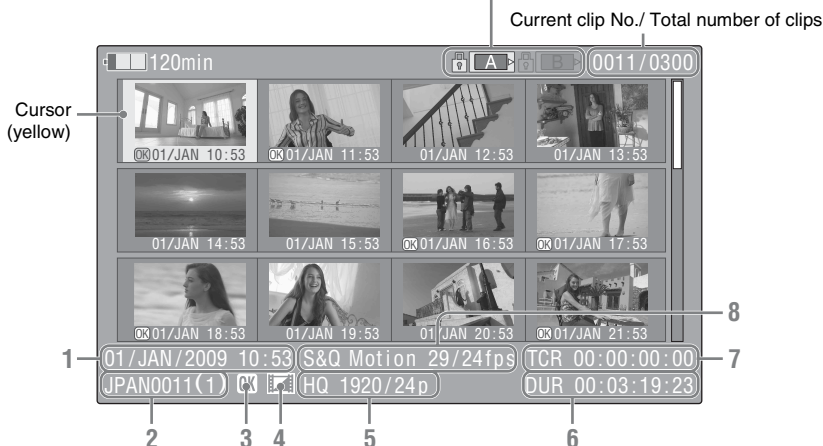 Current clip No./ Total number of clips
120min A B 0011/0300
Cursor
(yellow)
OK 01/JAN 10:53 OK 01/JAN 11:53 01/JAN 12:53 01/JAN 13:53
01/JAN 14:53 01/JAN 15:53 OK 01/JAN 16:53 OK 01/JAN 17:53
OK 01/JAN 18:53 01/JAN 19:53 01/JAN 20:53 OK 01/JAN 21:53
8
1 01/JAN/2009 10:53 S&Q Motion 29/24fps TCR 00:00:00:00 7
JPAN0011(1) OK HQ 1920/24p DUR 00:03:19:23
2 3 4 5 6